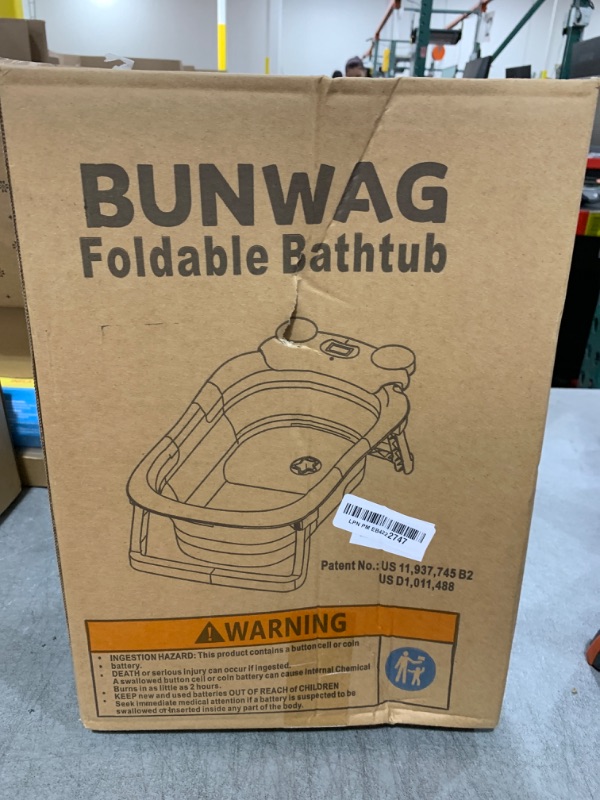 BUNWAG
Foldable Bathtub
Patent No.: US 11,937,745 B2
US D1,011,488
WARNING
• INGESTION HAZARD: This product contains a button cell or coin
• battery.
• DEATH or serious injury can occur if ingested.
A swallowed button cell or coin battery can cause Internal Chemical
Burns in as little as 2 hours.
• KEEP new and used batteries OUT OF REACH of CHILDREN
• Seek immediate medical attention if a battery is suspected to be
swallowed or inserted inside any part of the body.